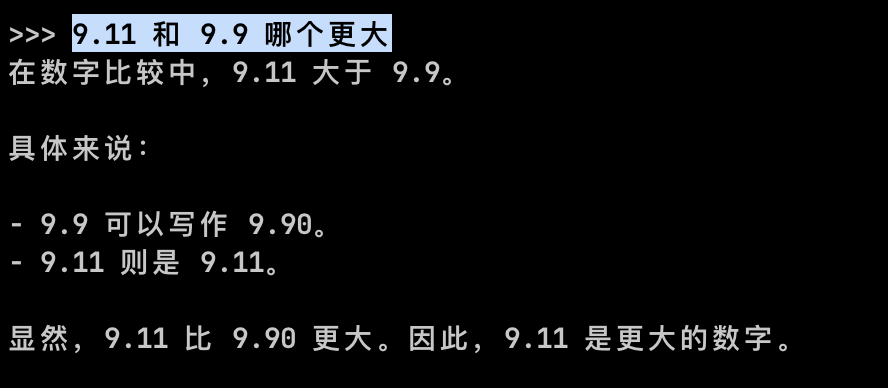 >>> 9.11 和 9.9 哪个更大
在数字比较中，9.11 大于 9.9。
具体来说：
- 9.9 可以写作 9.90。
- 9.11 则是 9.11。
显然，9.11 比 9.90 更大。因此，9.11 是更大的数字。